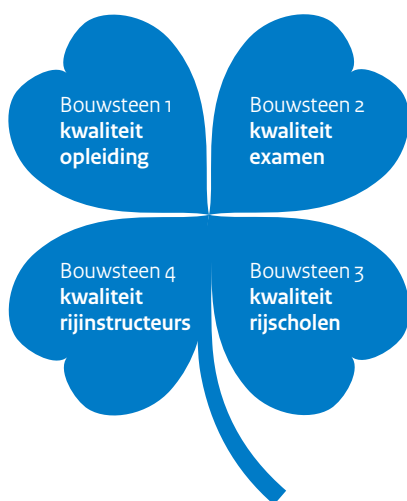 Bouwsteen 1
kwaliteit
opleiding
Bouwsteen 2
kwaliteit
examen
Bouwsteen 4
kwaliteit
rijinstructeurs
Bouwsteen 3
kwaliteit
rijscholen